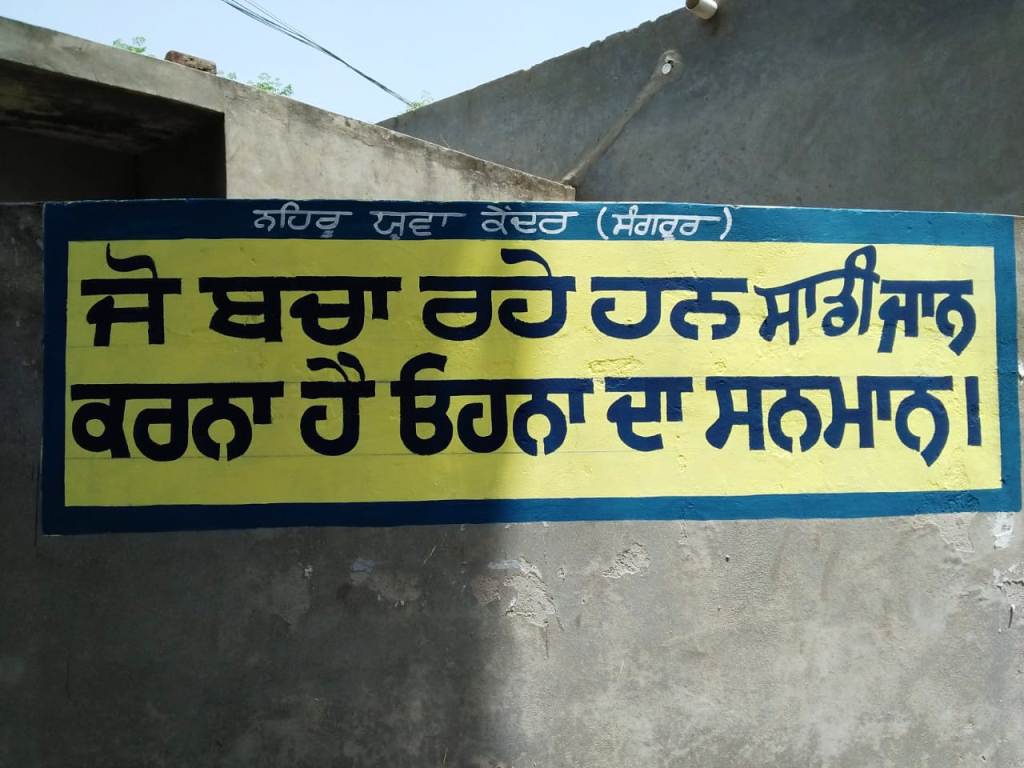 ਨਹਿਰੂ ਯੁਵਾ ਕੇਂਦਰ (ਸੰਗਰੂਰ)
ਜੋ ਬਚਾ ਰਹੇ ਹਨ ਸਾਡੀ ਜਾਨ
ਕਰਨਾ ਹੈ ਓਹਨਾ ਦਾ ਸਨਮਾਨ।